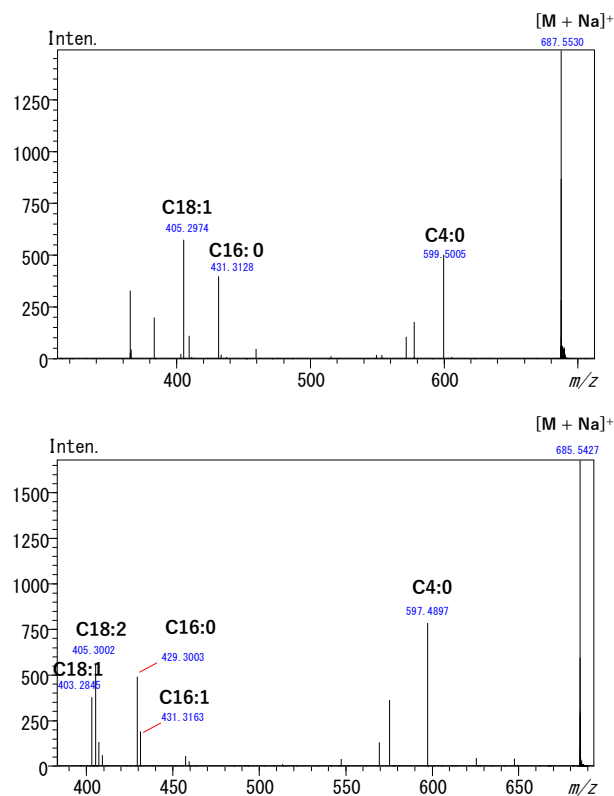 [M + Na]⁺
Inten.
687.5530
1250
1000
750
500
250
0
C18:1
405.2974
C16: 0
431.3128
C4:0
599.5005
400
600
m/z
[M + Na]⁺
Inten.
685.5427
1500
1250
1000
750
500
250
0
C4:0
597.4897
C18:2
405.3002
C16:0
429.3003
C18:1
403.2845
C16:1
431.3163
400
450
500
550
600
650
m/z